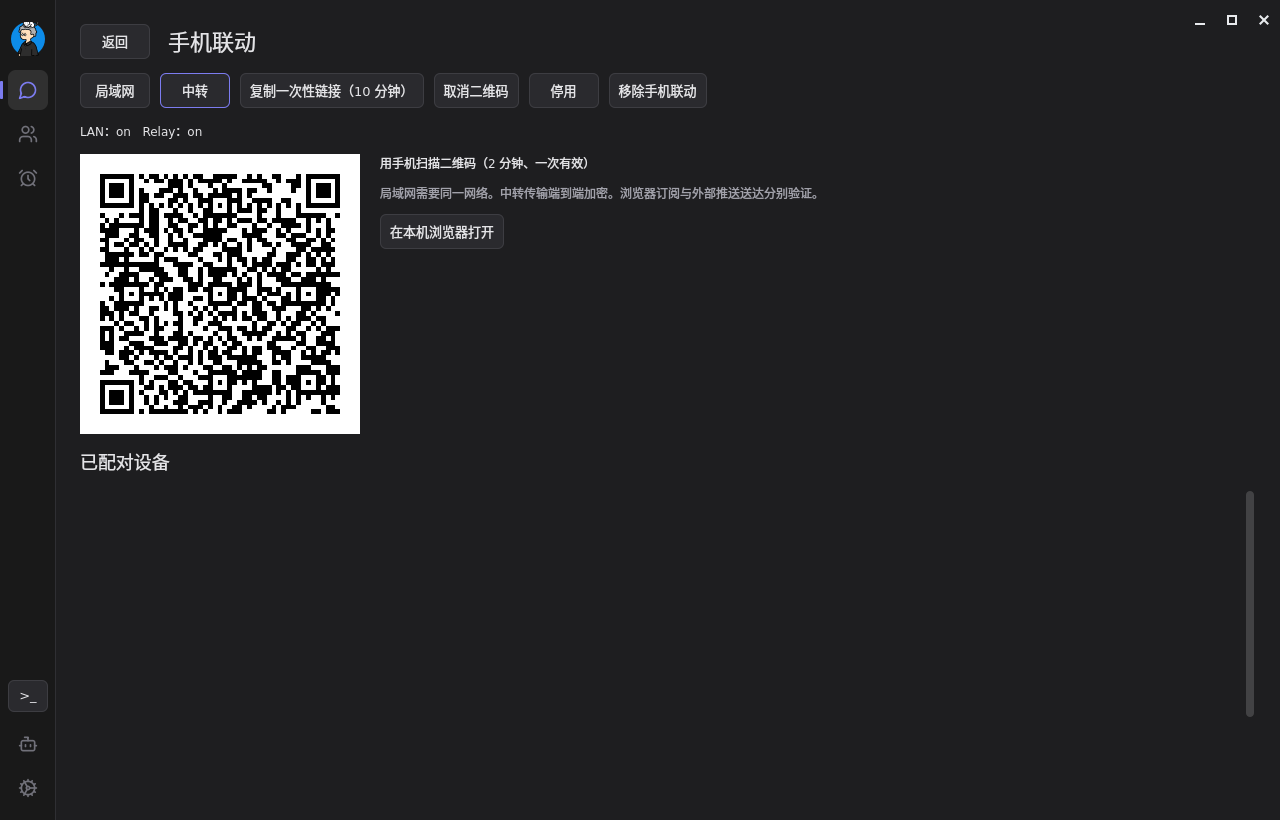 返回 手机联动
局域网 中转 复制一次性链接（10 分钟） 取消二维码 停用 移除手机联动
LAN: on Relay: on
用手机扫描二维码（2 分钟、一次有效）
局域网需要同一网络。中转传输端到端加密。浏览器订阅与外部推送送达分别验证。
在本机浏览器打开
已配对设备
>_